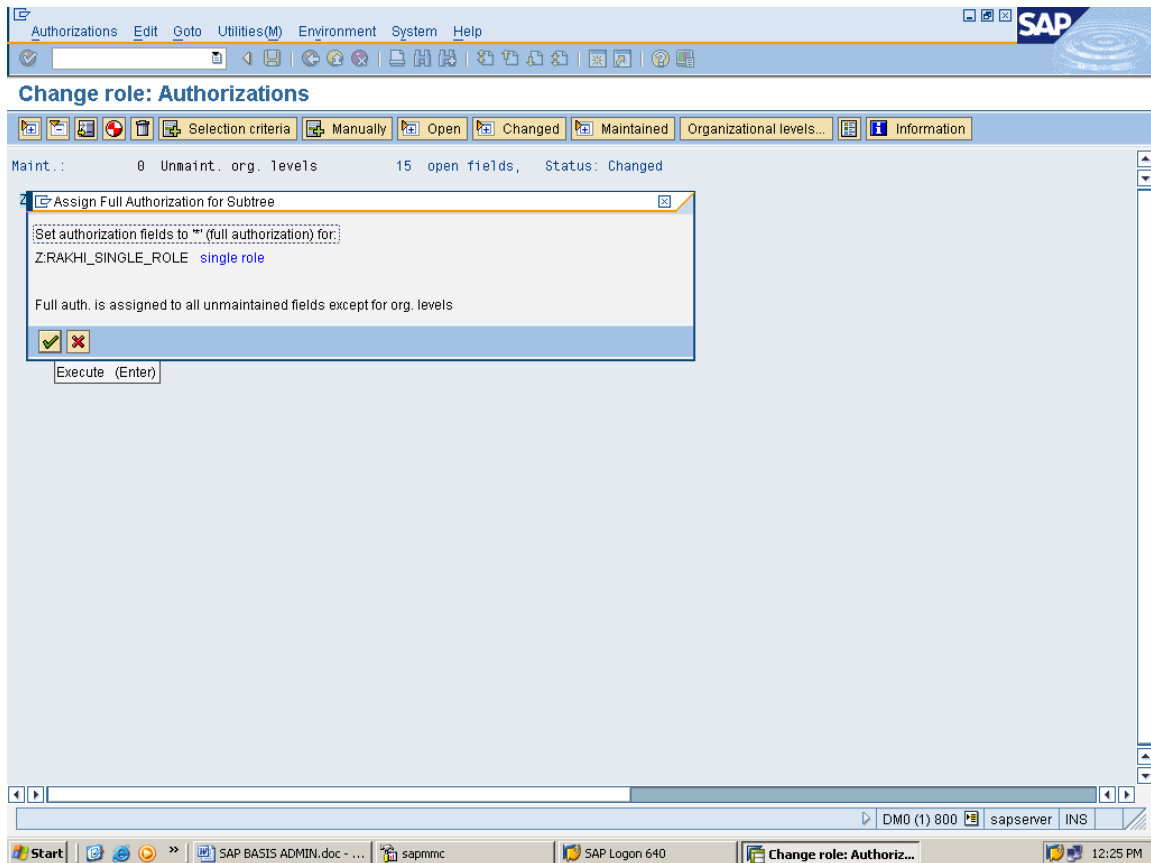 Authorizations Edit Goto Utilities(M) Environment System Help
SAP
Change role: Authorizations
Selection criteria Manually Open Changed Maintained Organizational levels... Information
Maint.: 0 Unmaint. org. levels 15 open fields, Status: Changed
Z
Assign Full Authorization for Subtree
Set authorization fields to '*' (full authorization) for:
Z:RAKHI_SINGLE_ROLE single role
Full auth. is assigned to all unmaintained fields except for org. levels
Execute (Enter)
DM0 (1) 800 sapserver INS
Start » SAP BASIS ADMIN.doc - ... sapmmc SAP Logon 640 Change role: Authoriz... 12:25 PM